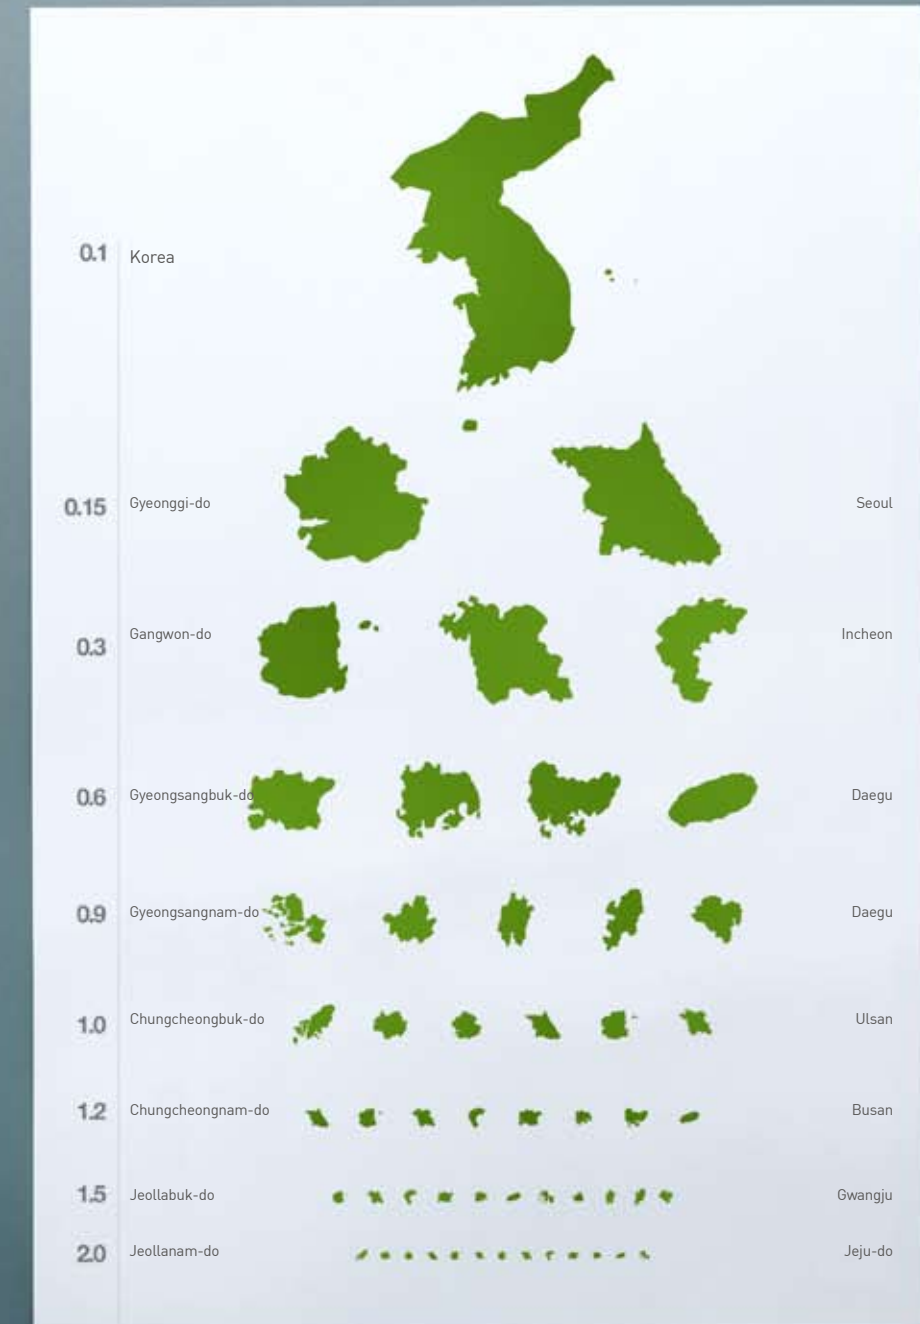 0.1 Korea
0.15 Gyeonggi-do Seoul
0.3 Gangwon-do Incheon
0.6 Gyeongsangbuk-do Daegu
0.9 Gyeongsangnam-do Daegu
1.0 Chungcheongbuk-do Ulsan
1.2 Chungcheongnam-do Busan
1.5 Jeollabuk-do Gwangju
2.0 Jeollanam-do Jeju-do